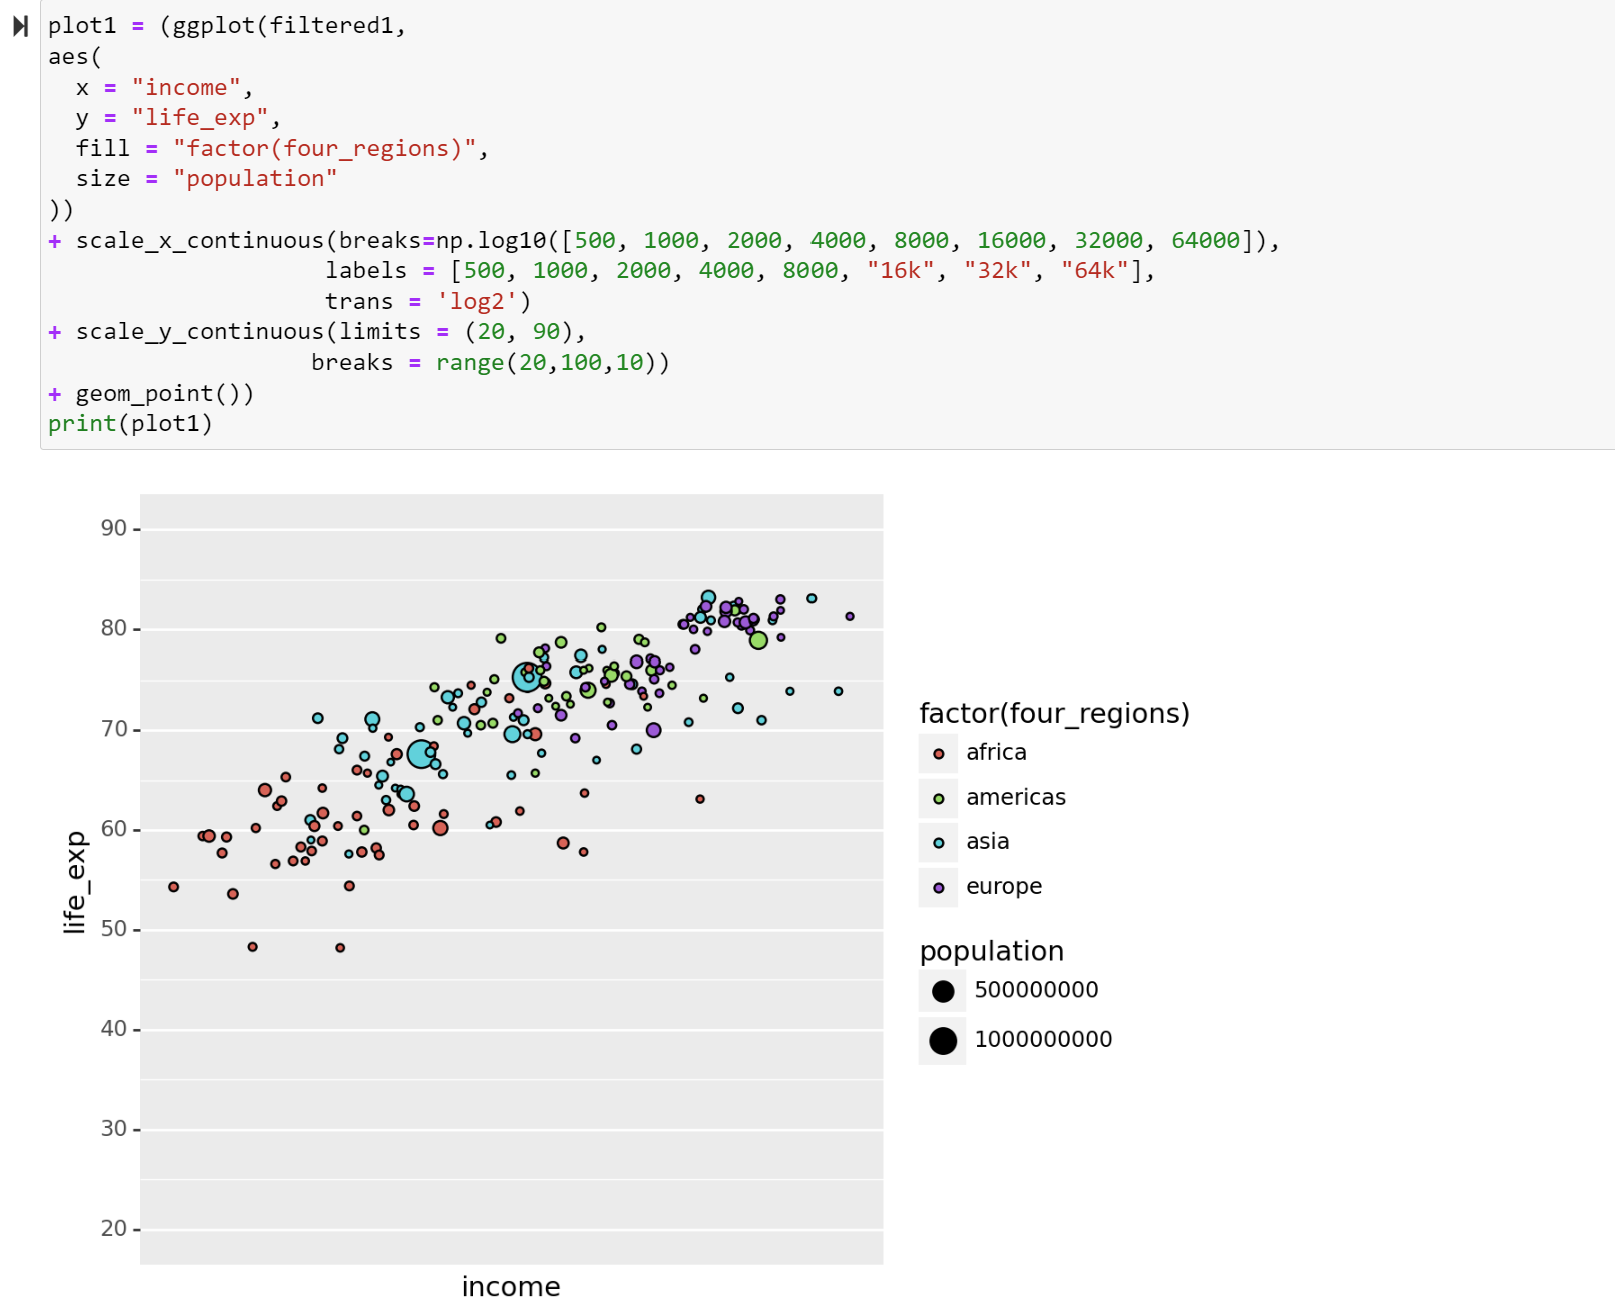 plot1 = (ggplot(filtered1,
aes(
  x = "income",
  y = "life_exp",
  fill = "factor(four_regions)",
  size = "population"
))
+ scale_x_continuous(breaks=np.log10([500, 1000, 2000, 4000, 8000, 16000, 32000, 64000]),
                    labels = [500, 1000, 2000, 4000, 8000, "16k", "32k", "64k"],
                    trans = 'log2')
+ scale_y_continuous(limits = (20, 90),
                   breaks = range(20,100,10))
+ geom_point())
print(plot1)
90
80
70
60
50
40
30
20
life_exp
income
factor(four_regions)
africa
americas
asia
europe
population
500000000
1000000000